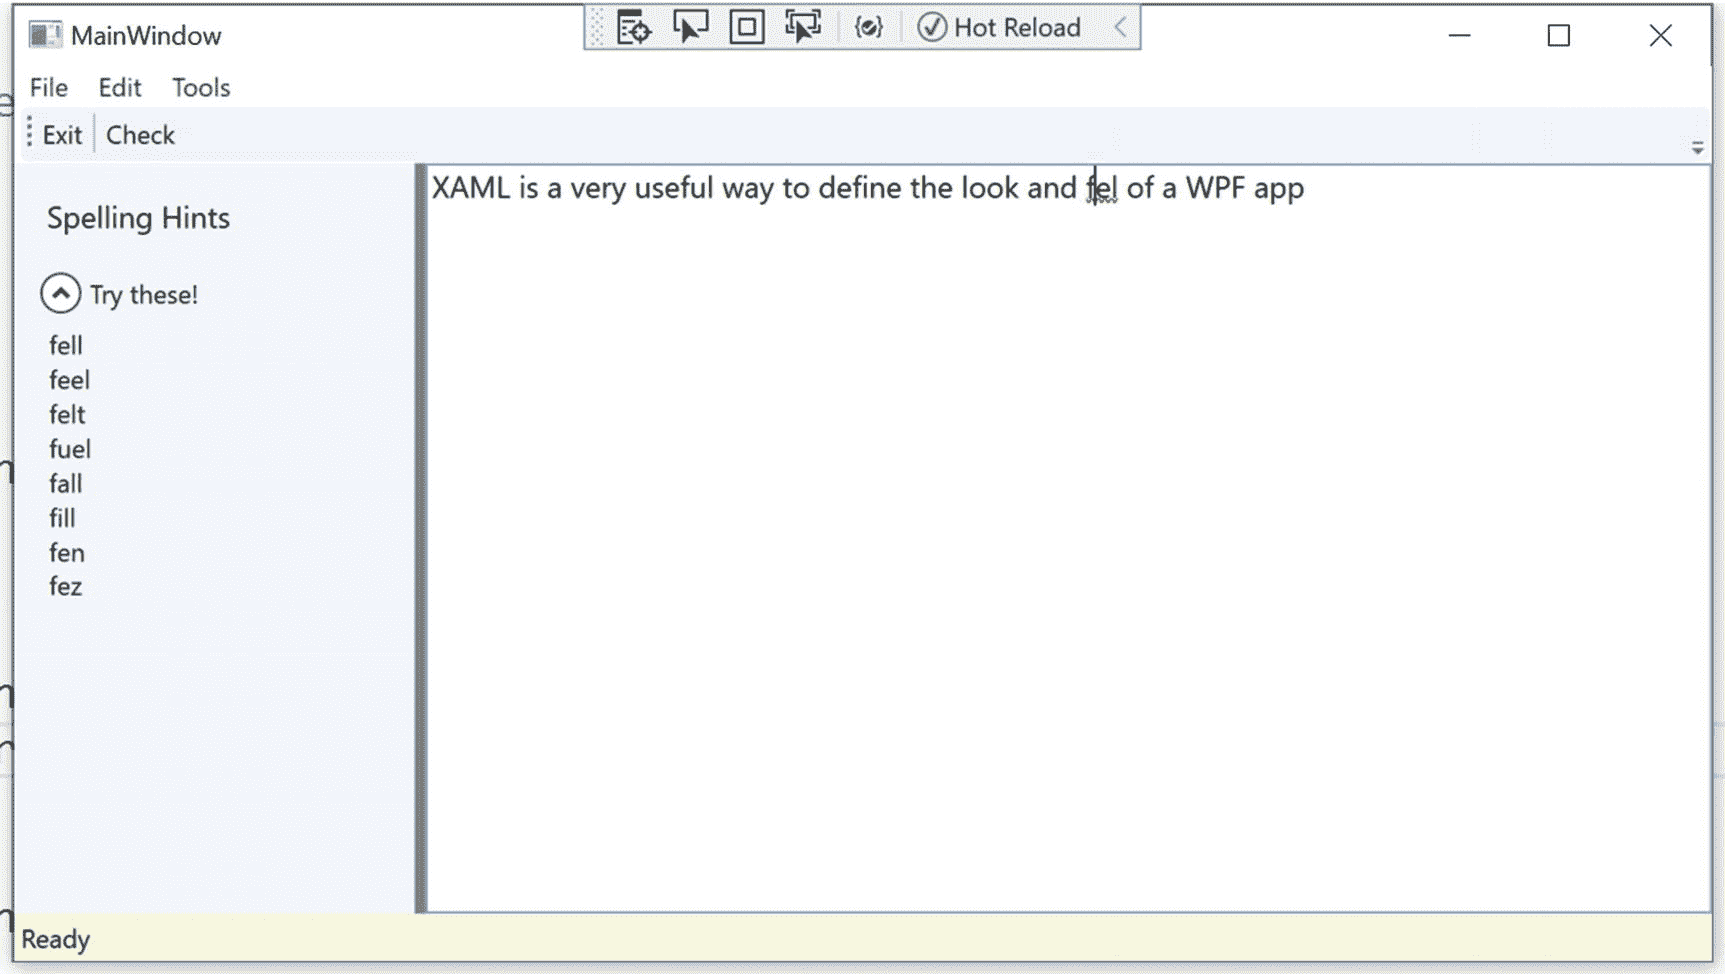 MainWindow
Hot Reload
File Edit Tools
Exit Check
XAML is a very useful way to define the look and fel of a WPF app
Spelling Hints
Try these!
fell
feel
felt
fuel
fall
fill
fen
fez
Ready